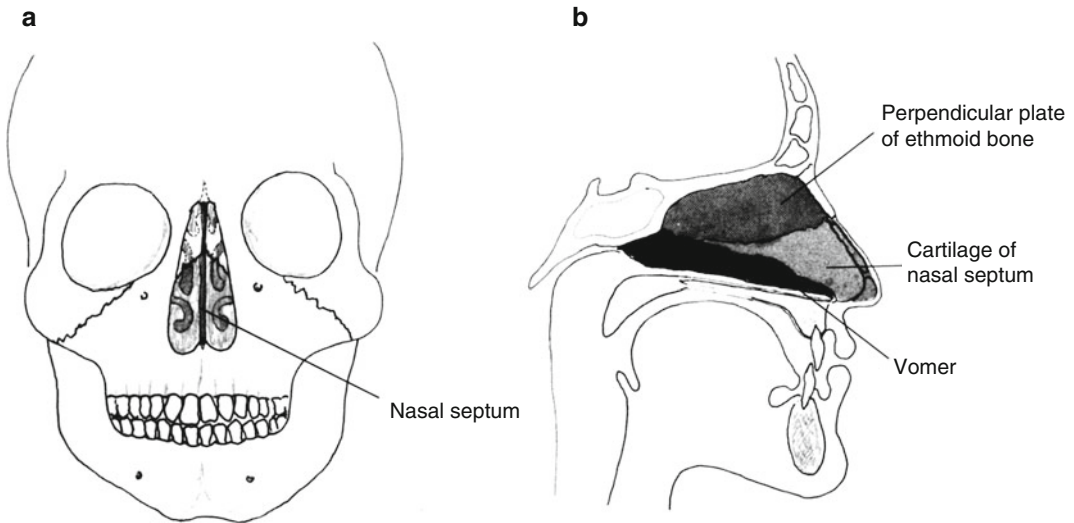 a
b
Perpendicular plate
of ethmoid bone
Cartilage of
nasal septum
Vomer
Nasal septum